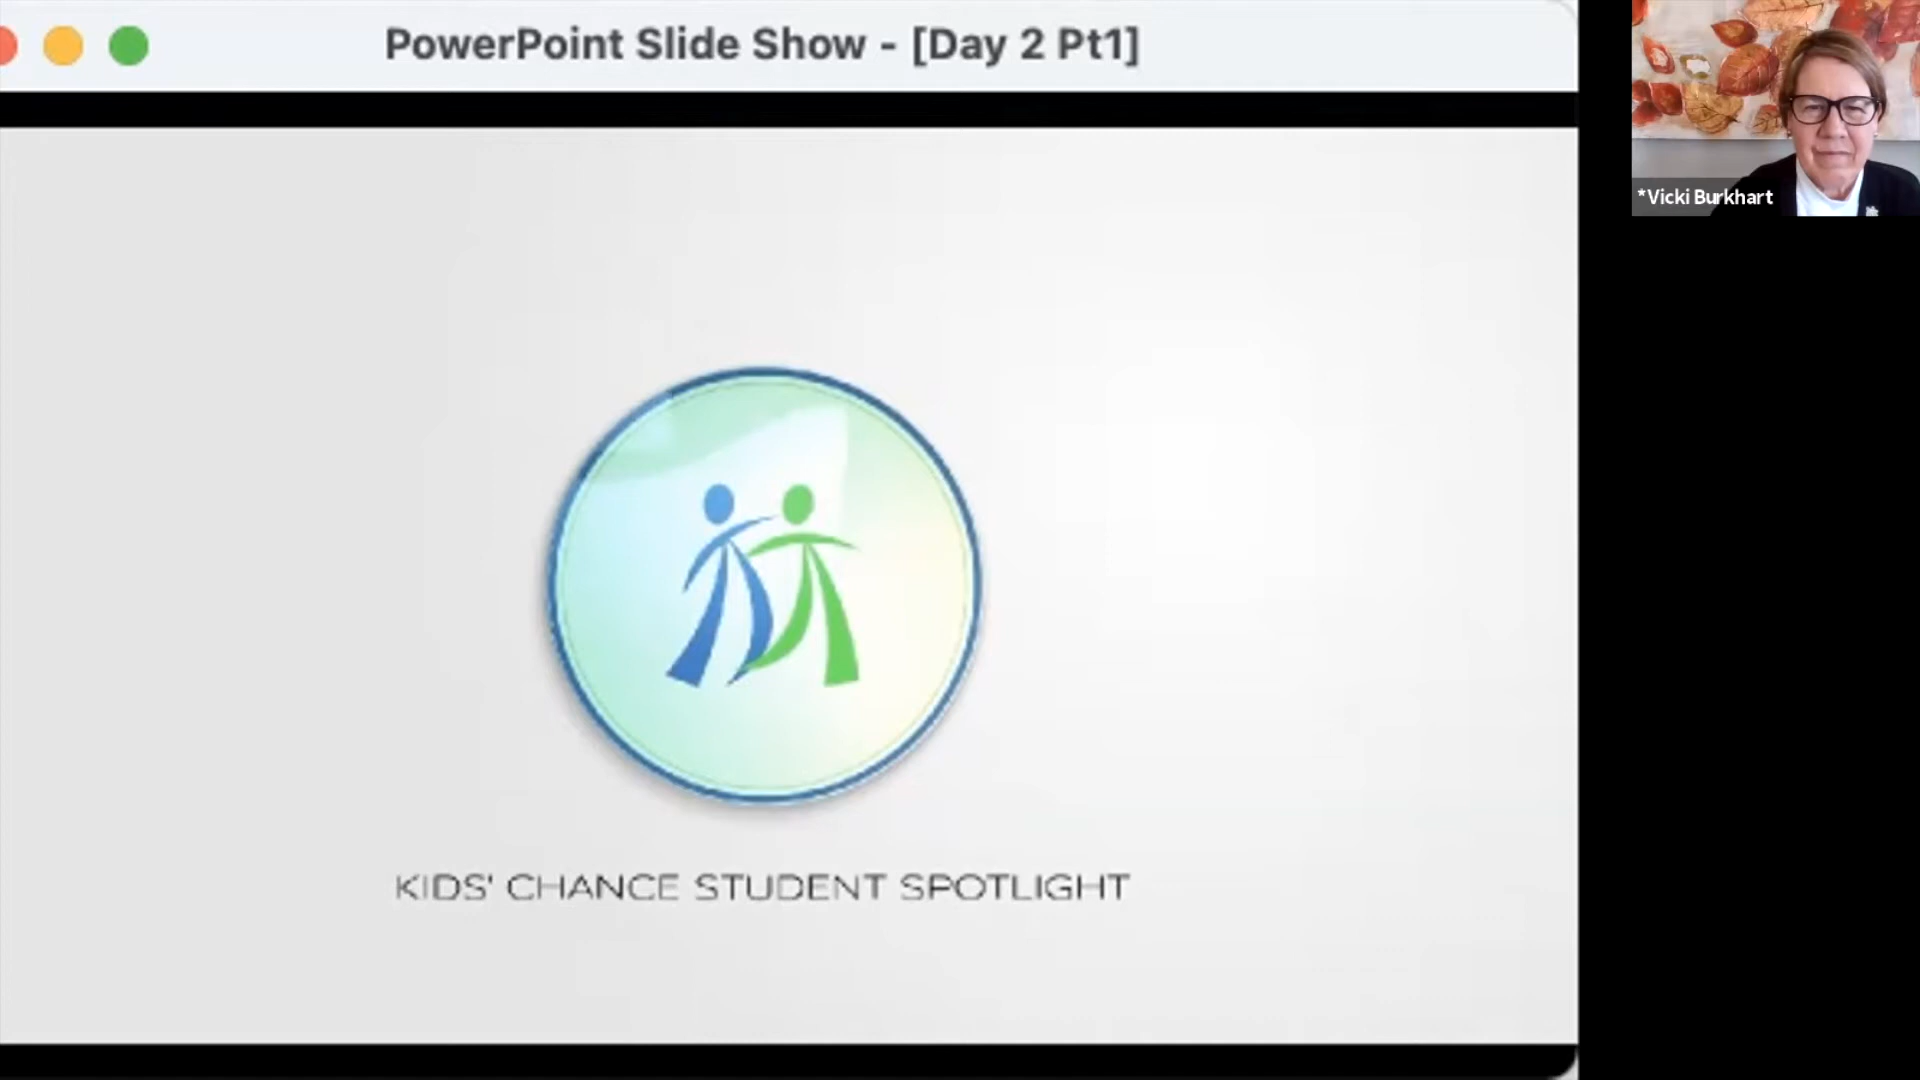 PowerPoint Slide Show - [Day 2 Pt1]
*Vicki Burkhart
KIDS' CHANCE STUDENT SPOTLIGHT